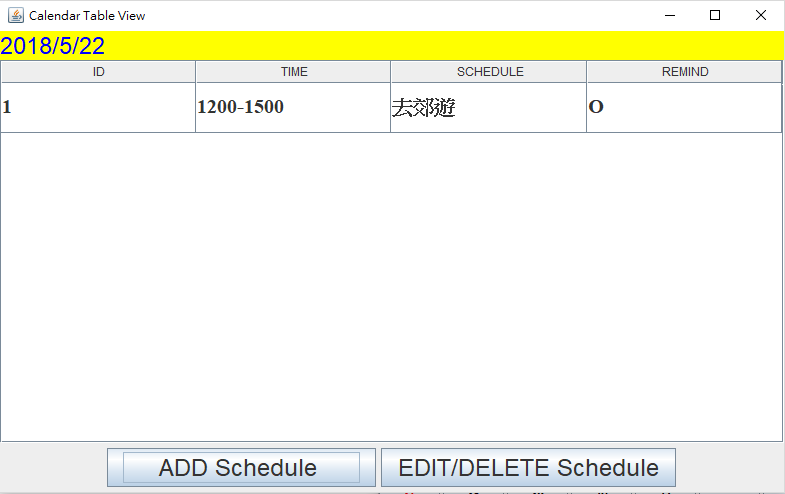 Calendar Table View
2018/5/22
ID TIME SCHEDULE REMIND
1 1200-1500 去郊遊 O
ADD Schedule EDIT/DELETE Schedule